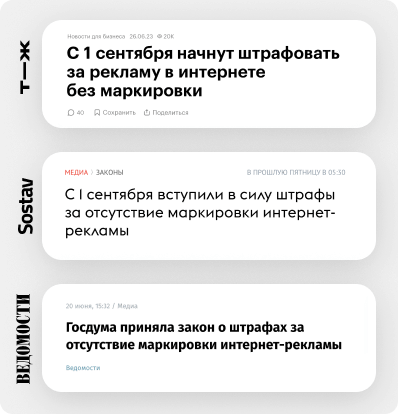 Т—Ж
Новости для бизнеса 26.06.23 20K
С 1 сентября начнут штрафовать
за рекламу в интернете
без маркировки
40 Сохранить Поделиться
Sostav
МЕДИА / ЗАКОНЫ В ПРОШЛУЮ ПЯТНИЦУ В 05:30
С 1 сентября вступили в силу штрафы
за отсутствие маркировки интернет-
рекламы
ВЕДОМОСТИ
20 июня, 15:32 / Медиа
Госдума приняла закон о штрафах за
отсутствие маркировки интернет-рекламы
Ведомости